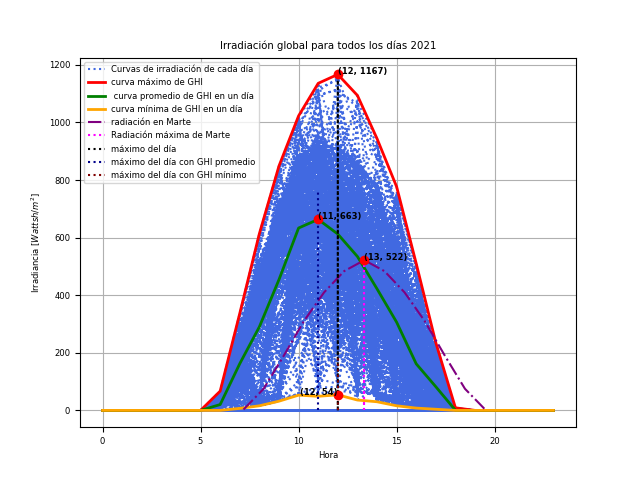 Irradiación global para todos los días 2021
Curvas de irradiación de cada día
curva máximo de GHI
curva promedio de GHI en un día
curva mínima de GHI en un día
radiación en Marte
Radiación máxima de Marte
máximo del día
máximo del día con GHI promedio
máximo del día con GHI mínimo
(12, 1167)
(11, 663)
(13, 522)
(12, 54)
Irradiancia [Wattsh/m²]
1200
1000
800
600
400
200
0
0
5
10
15
20
Hora